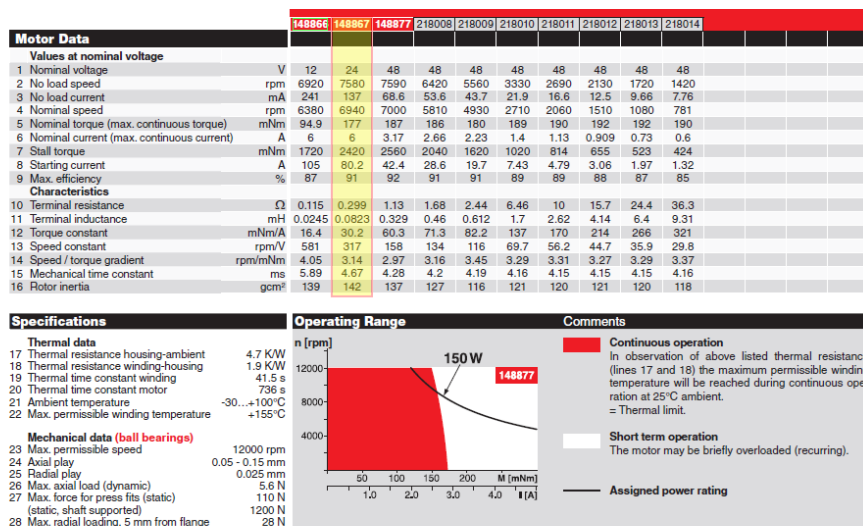 148866 148867 148877 218008 218009 218010 218011 218012 218013 218014
Motor Data
Values at nominal voltage
1 Nominal voltage V 12 24 48 48 48 48 48 48 48 48
2 No load speed rpm 6920 7580 7590 6420 5560 3330 2690 2130 1720 1420
3 No load current mA 241 137 68.6 53.6 43.7 21.9 16.6 12.5 9.66 7.76
4 Nominal speed rpm 6380 6940 7000 5810 4930 2710 2060 1510 1080 781
5 Nominal torque (max. continuous torque) mNm 94.9 177 187 186 180 189 190 192 192 190
6 Nominal current (max. continuous current) A 6 6 3.17 2.66 2.23 1.4 1.13 0.909 0.73 0.6
7 Stall torque mNm 1720 2420 2560 2040 1620 1020 814 655 523 424
8 Starting current A 105 80.2 42.4 28.6 19.7 7.43 4.79 3.06 1.97 1.32
9 Max. efficiency % 87 91 92 91 91 89 89 88 87 85
Characteristics
10 Terminal resistance Ω 0.115 0.299 1.13 1.68 2.44 6.46 10 15.7 24.4 36.3
11 Terminal inductance mH 0.0245 0.0823 0.329 0.46 0.612 1.7 2.62 4.14 6.4 9.31
12 Torque constant mNm/A 16.4 30.2 60.3 71.3 82.2 137 170 214 266 321
13 Speed constant rpm/V 581 317 158 134 116 69.7 56.2 44.7 35.9 29.8
14 Speed / torque gradient rpm/mNm 4.05 3.14 2.97 3.16 3.45 3.29 3.31 3.27 3.29 3.37
15 Mechanical time constant ms 5.89 4.67 4.28 4.2 4.19 4.16 4.15 4.15 4.15 4.16
16 Rotor inertia gcm² 139 142 137 127 116 121 120 121 120 118
Specifications
Thermal data
17 Thermal resistance housing-ambient 4.7 K/W
18 Thermal resistance winding-housing 1.9 K/W
19 Thermal time constant winding 41.5 s
20 Thermal time constant motor 736 s
21 Ambient temperature -30...+100°C
22 Max. permissible winding temperature +155°C
Mechanical data (ball bearings)
23 Max. permissible speed 12000 rpm
24 Axial play 0.05 - 0.15 mm
25 Radial play 0.025 mm
26 Max. axial load (dynamic) 5.6 N
27 Max. force for press fits (static) 110 N
(static, shaft supported) 1200 N
28 Max. radial loading, 5 mm from flange 28 N
Operating Range
n [rpm]
150 W
12000
148877
8000
4000
50 100 150 200 M [mNm]
1.0 2.0 3.0 4.0 I [A]
Comments
Continuous operation
In observation of above listed thermal resistanc
(lines 17 and 18) the maximum permissible windin
temperature will be reached during continuous ope
ration at 25°C ambient.
= Thermal limit.
Short term operation
The motor may be briefly overloaded (recurring).
Assigned power rating